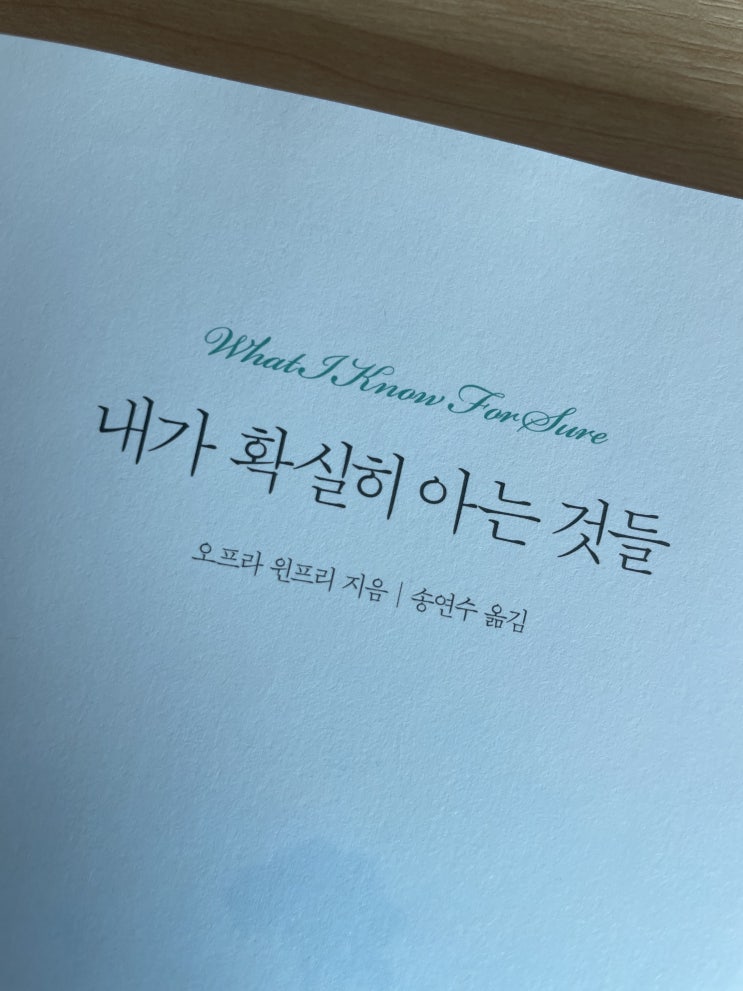 What I Know For Sure
내가 확실히 아는 것들
오프라 윈프리 지음 | 송연수 옮김